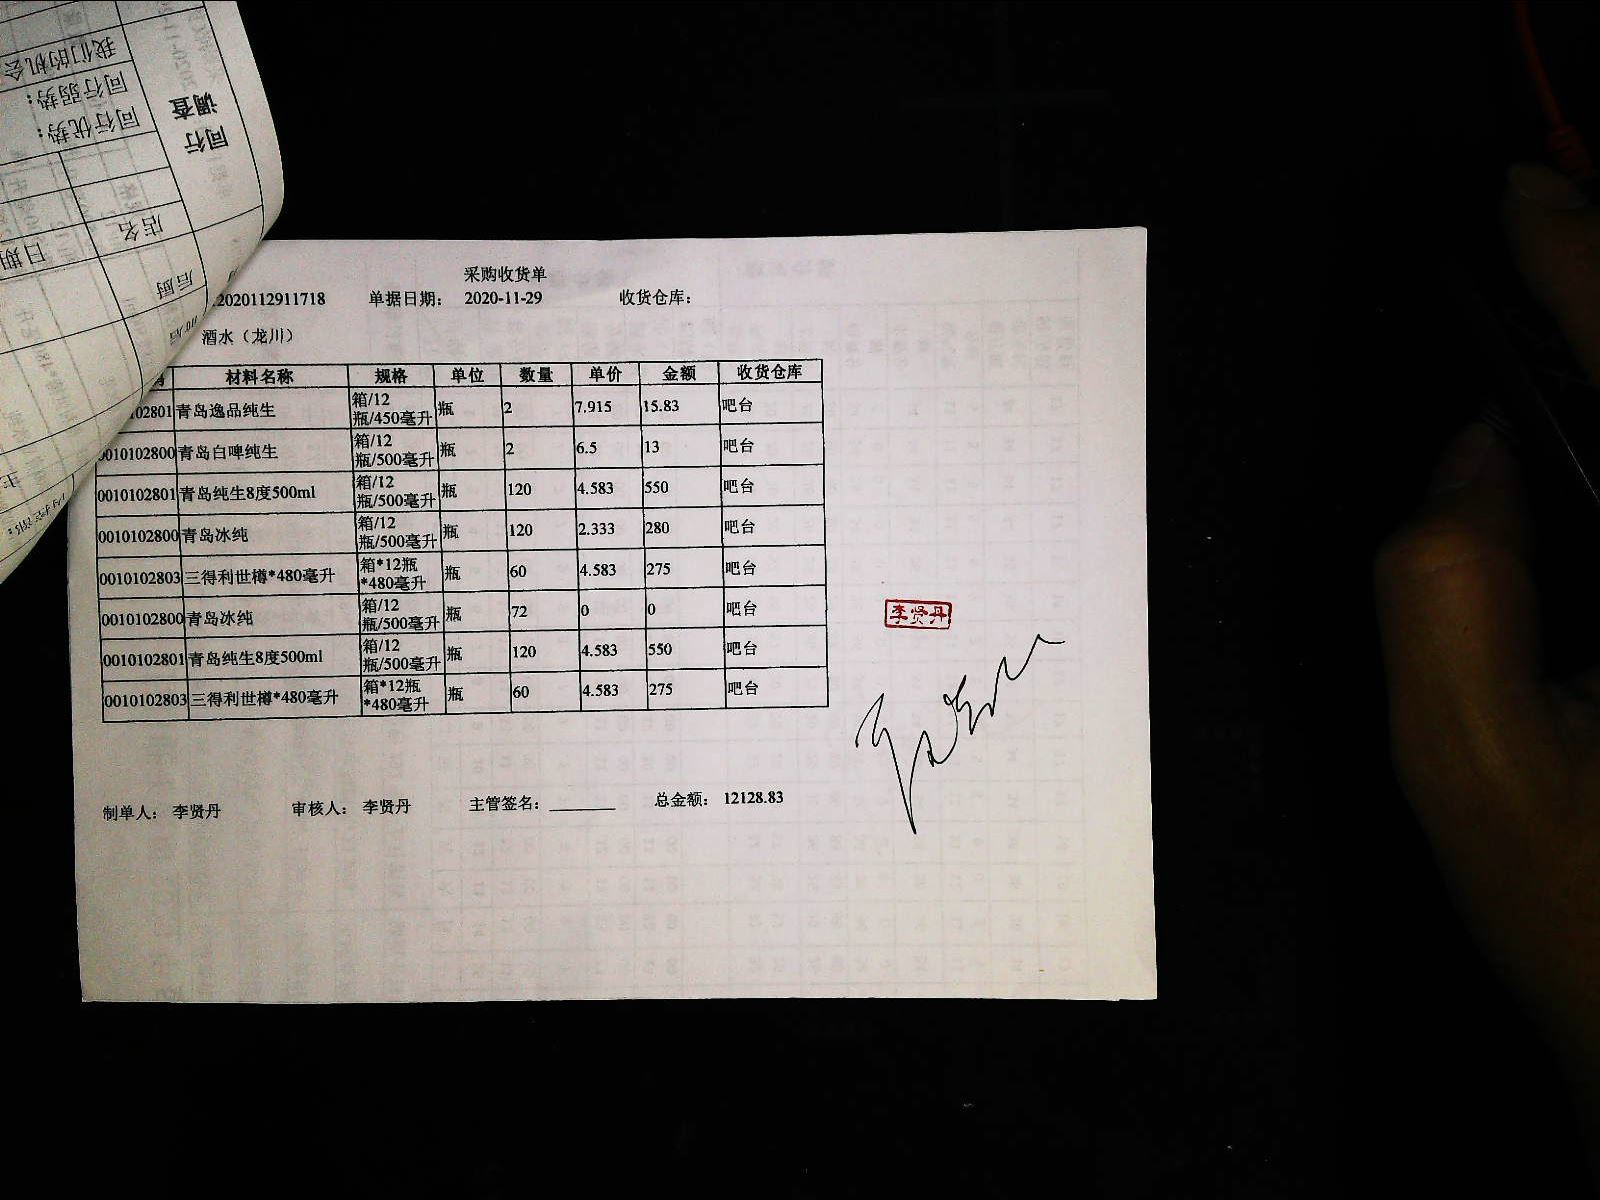 我们的机会
同行弱势：
同行优势：
同行
调查
店名
日期
后厨
采购收货单
2020112911718 单据日期： 2020-11-29 收货仓库：
酒水（龙川）
材料名称 规格 单位 数量 单价 金额 收货仓库
102801 青岛逸品纯生 箱/12瓶/450毫升 瓶 2 7.915 15.83 吧台
0010102800 青岛白啤纯生 箱/12瓶/500毫升 瓶 2 6.5 13 吧台
0010102801 青岛纯生8度500ml 箱/12瓶/500毫升 瓶 120 4.583 550 吧台
0010102800 青岛冰纯 箱/12瓶/500毫升 瓶 120 2.333 280 吧台
0010102803 三得利世樽*480毫升 箱*12瓶*480毫升 瓶 60 4.583 275 吧台
0010102800 青岛冰纯 箱/12瓶/500毫升 瓶 72 0 0 吧台
0010102801 青岛纯生8度500ml 箱/12瓶/500毫升 瓶 120 4.583 550 吧台
0010102803 三得利世樽*480毫升 箱*12瓶*480毫升 瓶 60 4.583 275 吧台
李贤丹
制单人： 李贤丹 审核人： 李贤丹 主管签名： 总金额： 12128.83